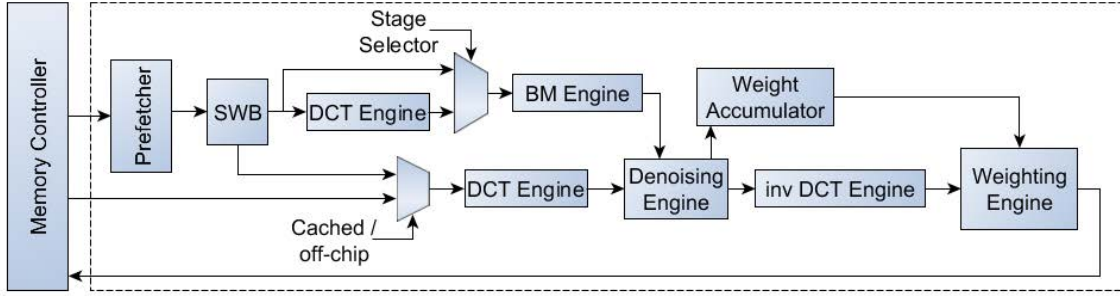 Memory Controller
Prefetcher
SWB
Stage
Selector
DCT Engine
BM Engine
Weight
Accumulator
Cached /
off-chip
DCT Engine
Denoising
Engine
inv DCT Engine
Weighting
Engine